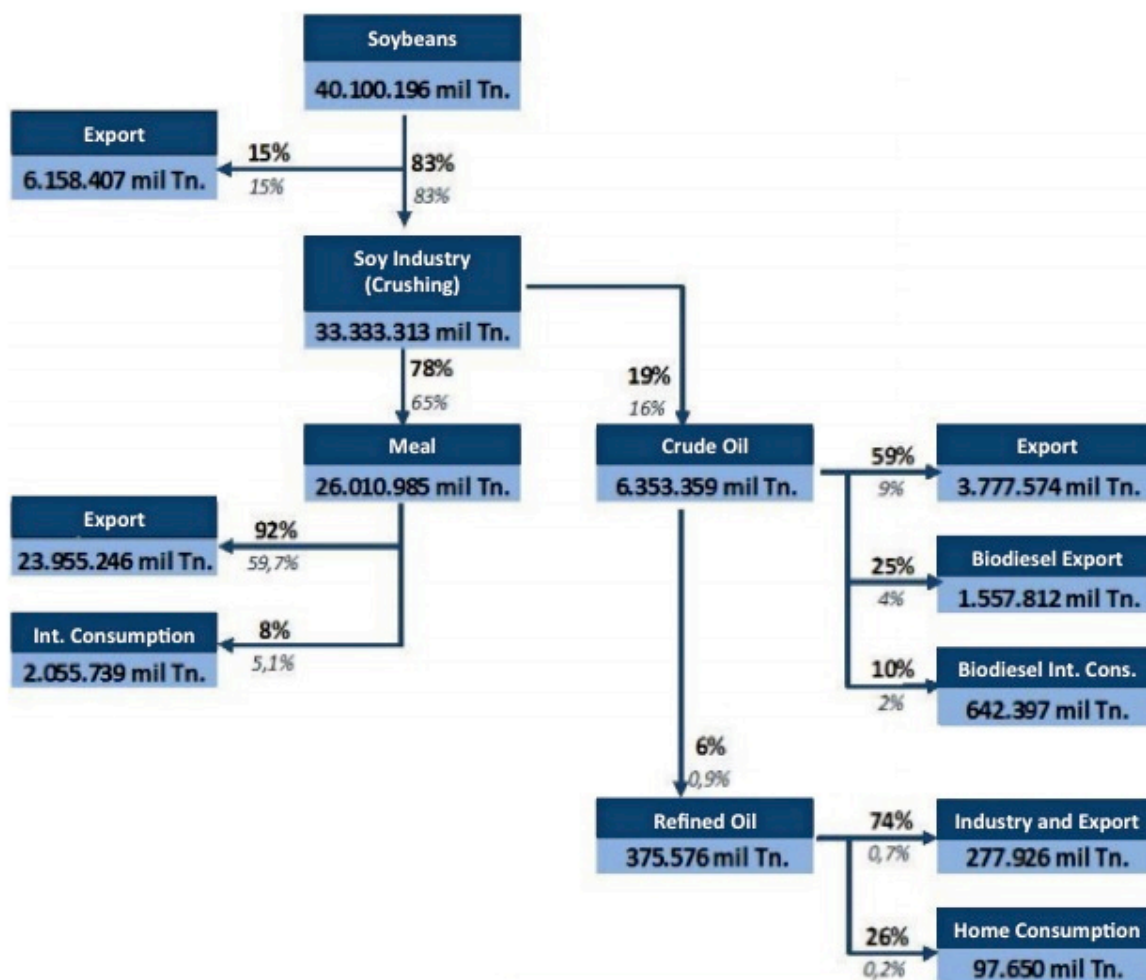 Soybeans
40.100.196 mil Tn.
Export
6.158.407 mil Tn.
15%
15%
83%
83%
Soy Industry
(Crushing)
33.333.313 mil Tn.
78%
65%
19%
16%
Meal
26.010.985 mil Tn.
Crude Oil
6.353.359 mil Tn.
59%
9%
Export
3.777.574 mil Tn.
Export
23.955.246 mil Tn.
92%
59,7%
25%
4%
Biodiesel Export
1.557.812 mil Tn.
Int. Consumption
2.055.739 mil Tn.
8%
5,1%
10%
2%
Biodiesel Int. Cons.
642.397 mil Tn.
6%
0,9%
Refined Oil
375.576 mil Tn.
74%
0,7%
Industry and Export
277.926 mil Tn.
26%
0,2%
Home Consumption
97.650 mil Tn.